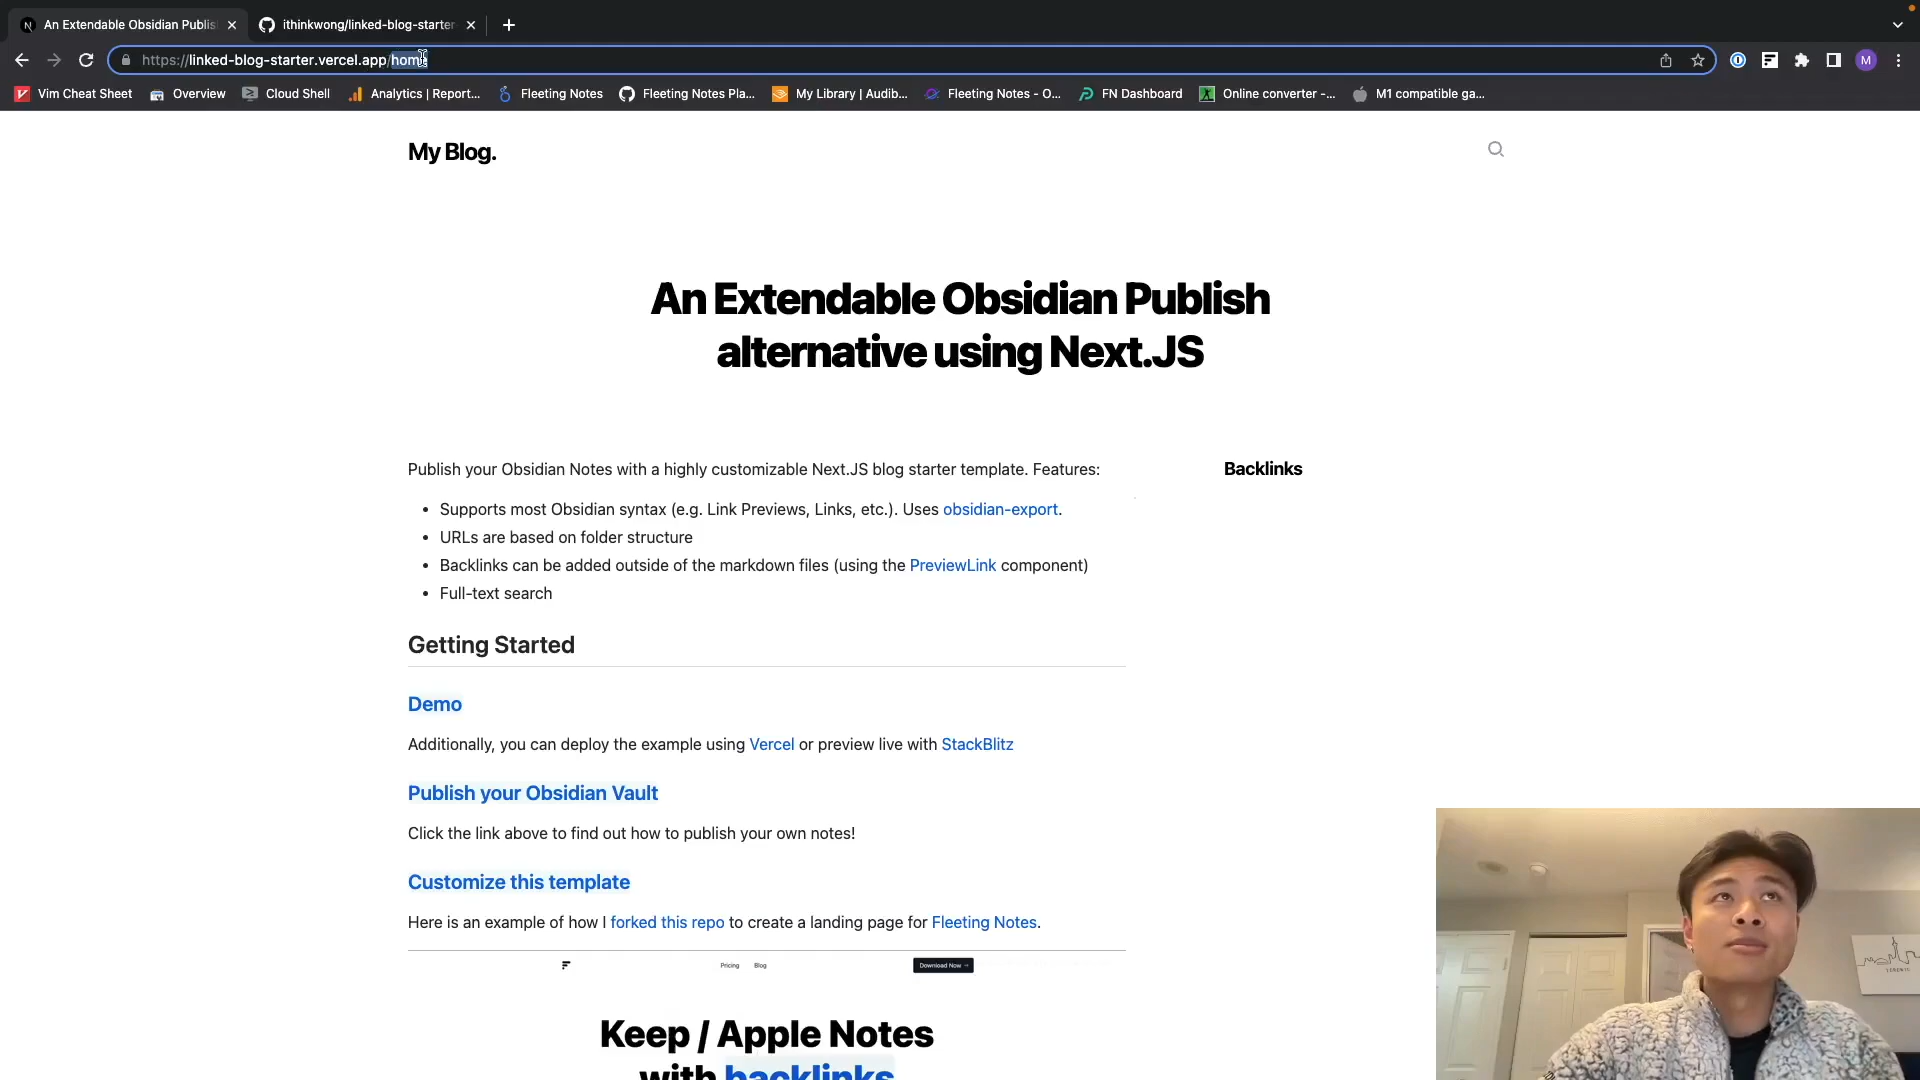 An Extendable Obsidian Publis
ithinkwong/linked-blog-starter
https://linked-blog-starter.vercel.app/home
M
Vim Cheat Sheet
Overview
Cloud Shell
Analytics | Report...
Fleeting Notes
Fleeting Notes Pla...
My Library | Audib...
Fleeting Notes - O...
FN Dashboard
Online converter -...
M1 compatible ga...
My Blog.
An Extendable Obsidian Publish
alternative using Next.JS
Publish your Obsidian Notes with a highly customizable Next.JS blog starter template. Features:
Backlinks
• Supports most Obsidian syntax (e.g. Link Previews, Links, etc.). Uses obsidian-export.
• URLs are based on folder structure
• Backlinks can be added outside of the markdown files (using the PreviewLink component)
• Full-text search
Getting Started
Demo
Additionally, you can deploy the example using Vercel or preview live with StackBlitz
Publish your Obsidian Vault
Click the link above to find out how to publish your own notes!
Customize this template
Here is an example of how I forked this repo to create a landing page for Fleeting Notes.
Pricing Blog Download Now →
Keep / Apple Notes
with backlinks
TORONTO